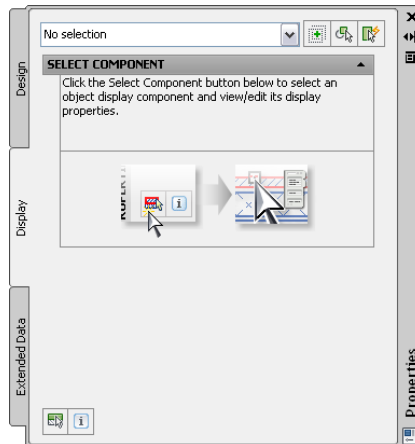 No selection
SELECT COMPONENT
Click the Select Component button below to select an
object display component and view/edit its display
properties.
Design
Display
Extended Data
Properties